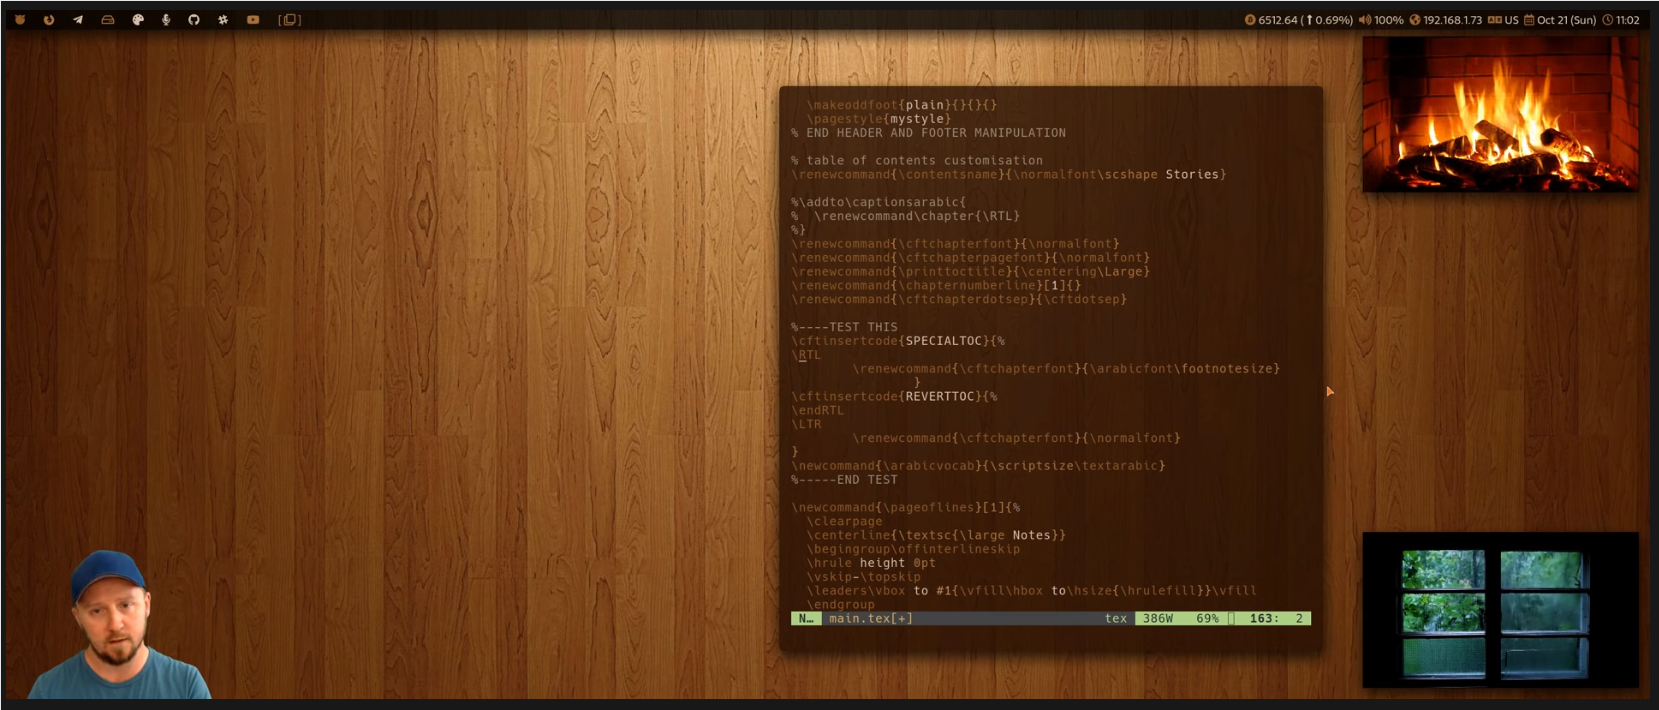 6512.64 ( 0.69%) 100% 192.168.1.73 US Oct 21 (Sun) 11:02
\makeoddfoot{plain}{}{}{}
\pagestyle{mystyle}
% END HEADER AND FOOTER MANIPULATION
% table of contents customisation
\renewcommand{\contentsname}{\normalfont\scshape Stories}
%\addto\captionsarabic{
%  \renewcommand\chapter{\RTL}
%}
\renewcommand{\cftchapterfont}{\normalfont}
\renewcommand{\cftchapterpagefont}{\normalfont}
\renewcommand{\printtoctitle}{\centering\Large}
\renewcommand{\chapternumberline}[1]{}
\renewcommand{\cftchapterdotsep}{\cftdotsep}
%----TEST THIS
\cftinsertcode{SPECIALTOC}{%
\RTL
\renewcommand{\cftchapterfont}{\arabicfont\footnotesize}
}
\cftinsertcode{REVERTTOC}{%
\endRTL
\LTR
\renewcommand{\cftchapterfont}{\normalfont}
}
\newcommand{\arabicvocab}{\scriptsize\textarabic}
%-----END TEST
\newcommand{\pageoflines}[1]{%
\clearpage
\centerline{\textsc{\large Notes}}
\begingroup\offinterlineskip
\hrule height 0pt
\vskip-\topskip
\leaders\vbox to #1{\vfill\hbox to\hsize{\hrulefill}}\vfill
\endgroup
N… main.tex[+] tex 386W 69% 163: 2